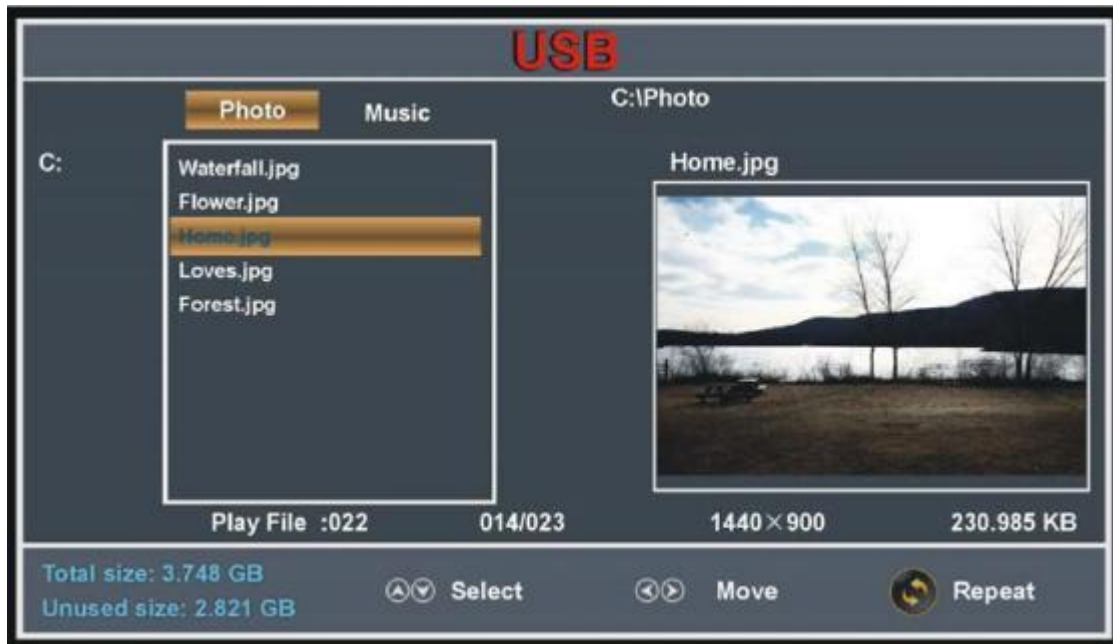 USB
Photo Music C:\Photo
C:
Waterfall.jpg
Flower.jpg
Home.jpg
Loves.jpg
Forest.jpg
Home.jpg
Play File :022 014/023 1440×900 230.985 KB
Total size: 3.748 GB
Unused size: 2.821 GB
Select Move Repeat